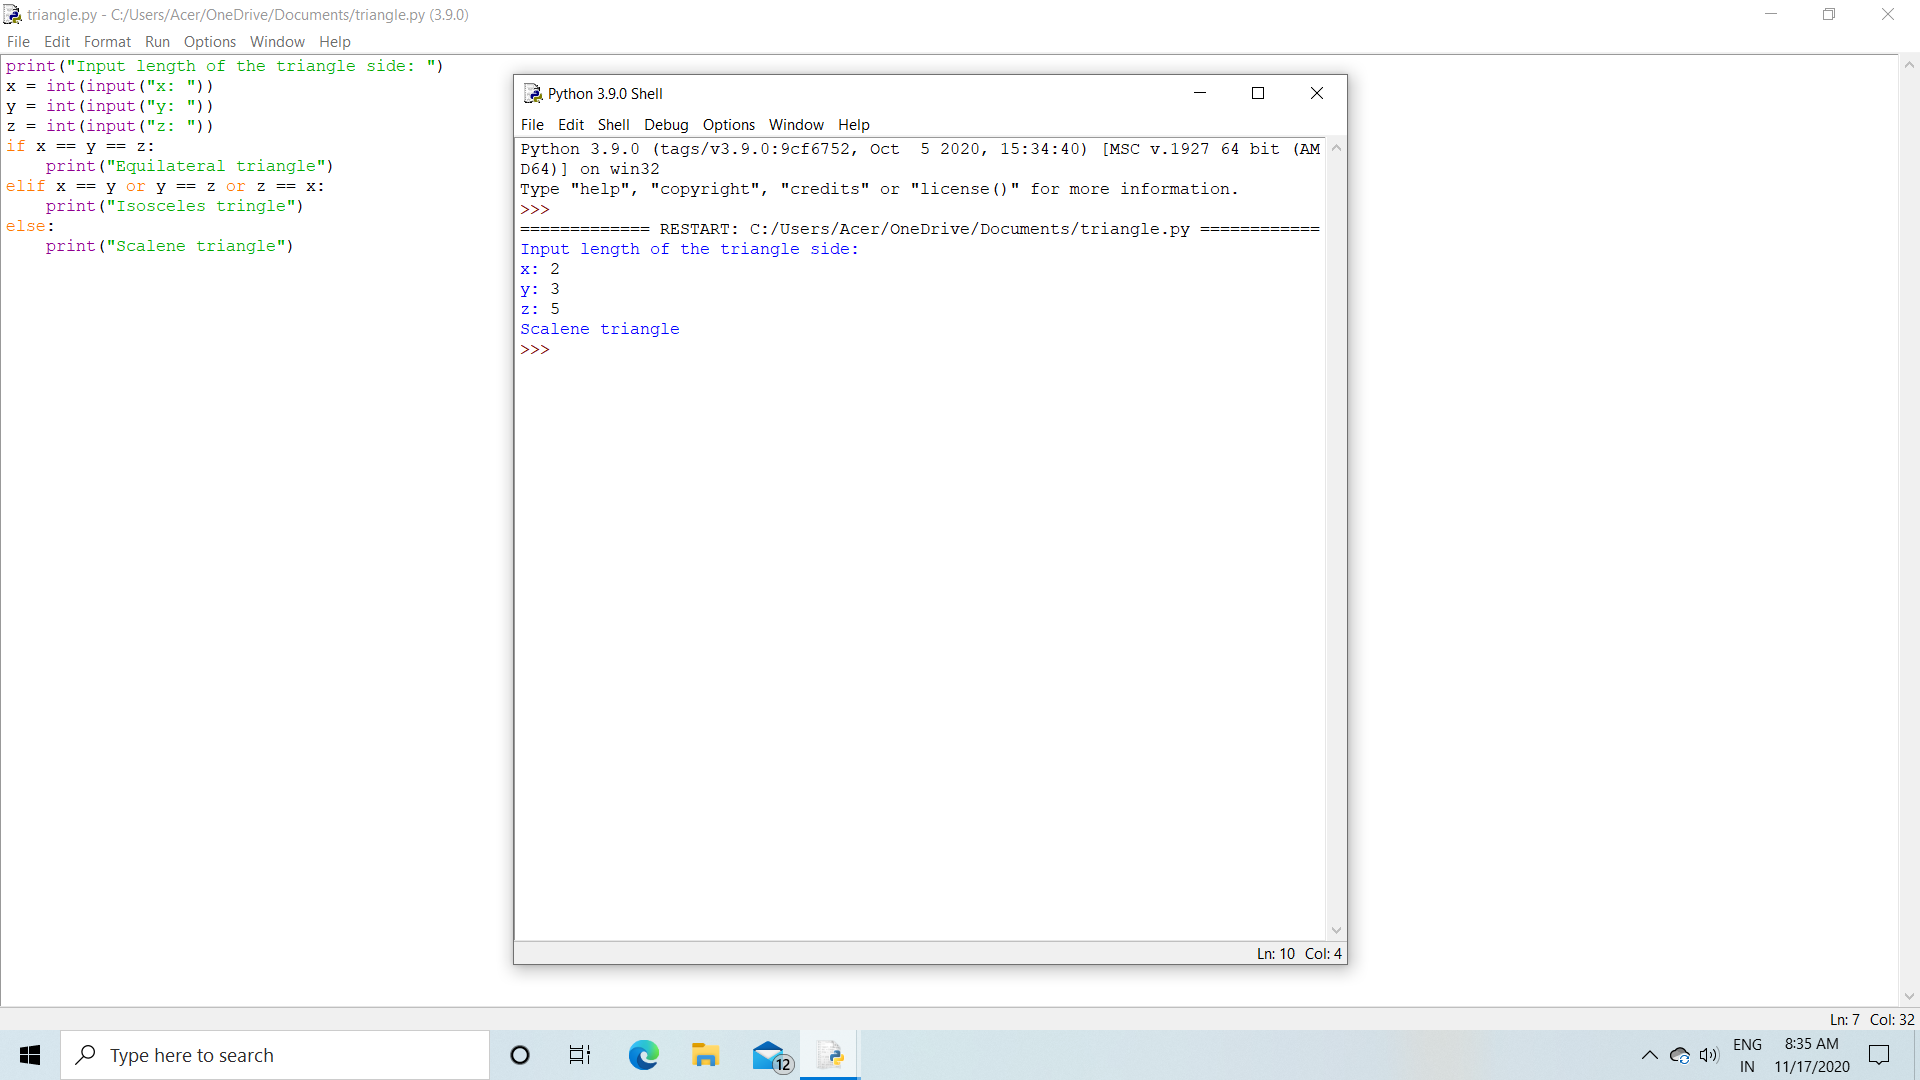 triangle.py - C:/Users/Acer/OneDrive/Documents/triangle.py (3.9.0)
File Edit Format Run Options Window Help
print("Input length of the triangle side: ")
x = int(input("x: "))
y = int(input("y: "))
z = int(input("z: "))
if x == y == z:
    print("Equilateral triangle")
elif x == y or y == z or z == x:
    print("Isosceles tringle")
else:
    print("Scalene triangle")
Python 3.9.0 Shell
File Edit Shell Debug Options Window Help
Python 3.9.0 (tags/v3.9.0:9cf6752, Oct  5 2020, 15:34:40) [MSC v.1927 64 bit (AM
D64)] on win32
Type "help", "copyright", "credits" or "license()" for more information.
>>>
============= RESTART: C:/Users/Acer/OneDrive/Documents/triangle.py ============
Input length of the triangle side:
x: 2
y: 3
z: 5
Scalene triangle
>>>
Ln: 10 Col: 4
Ln: 7 Col: 32
Type here to search
12
ENG
IN
8:35 AM
11/17/2020